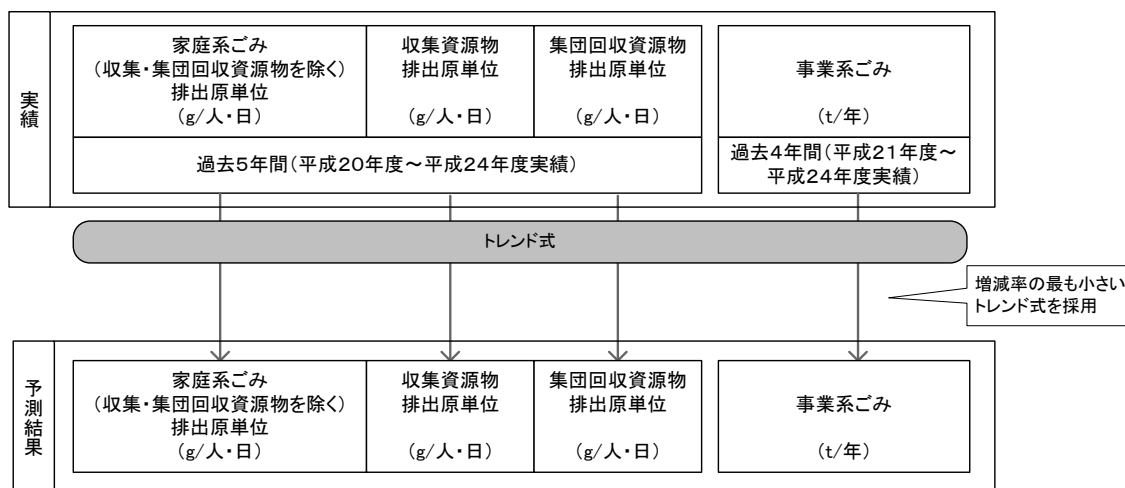 実績
家庭系ごみ
(収集・集団回収資源物を除く)
排出原単位
(g/人・日)
収集資源物
排出原単位
(g/人・日)
集団回収資源物
排出原単位
(g/人・日)
事業系ごみ
(t/年)
過去5年間(平成20年度～平成24年度実績)
過去4年間(平成21年度～
平成24年度実績)
トレンド式
増減率の最も小さい
トレンド式を採用
予測結果
家庭系ごみ
(収集・集団回収資源物を除く)
排出原単位
(g/人・日)
収集資源物
排出原単位
(g/人・日)
集団回収資源物
排出原単位
(g/人・日)
事業系ごみ
(t/年)